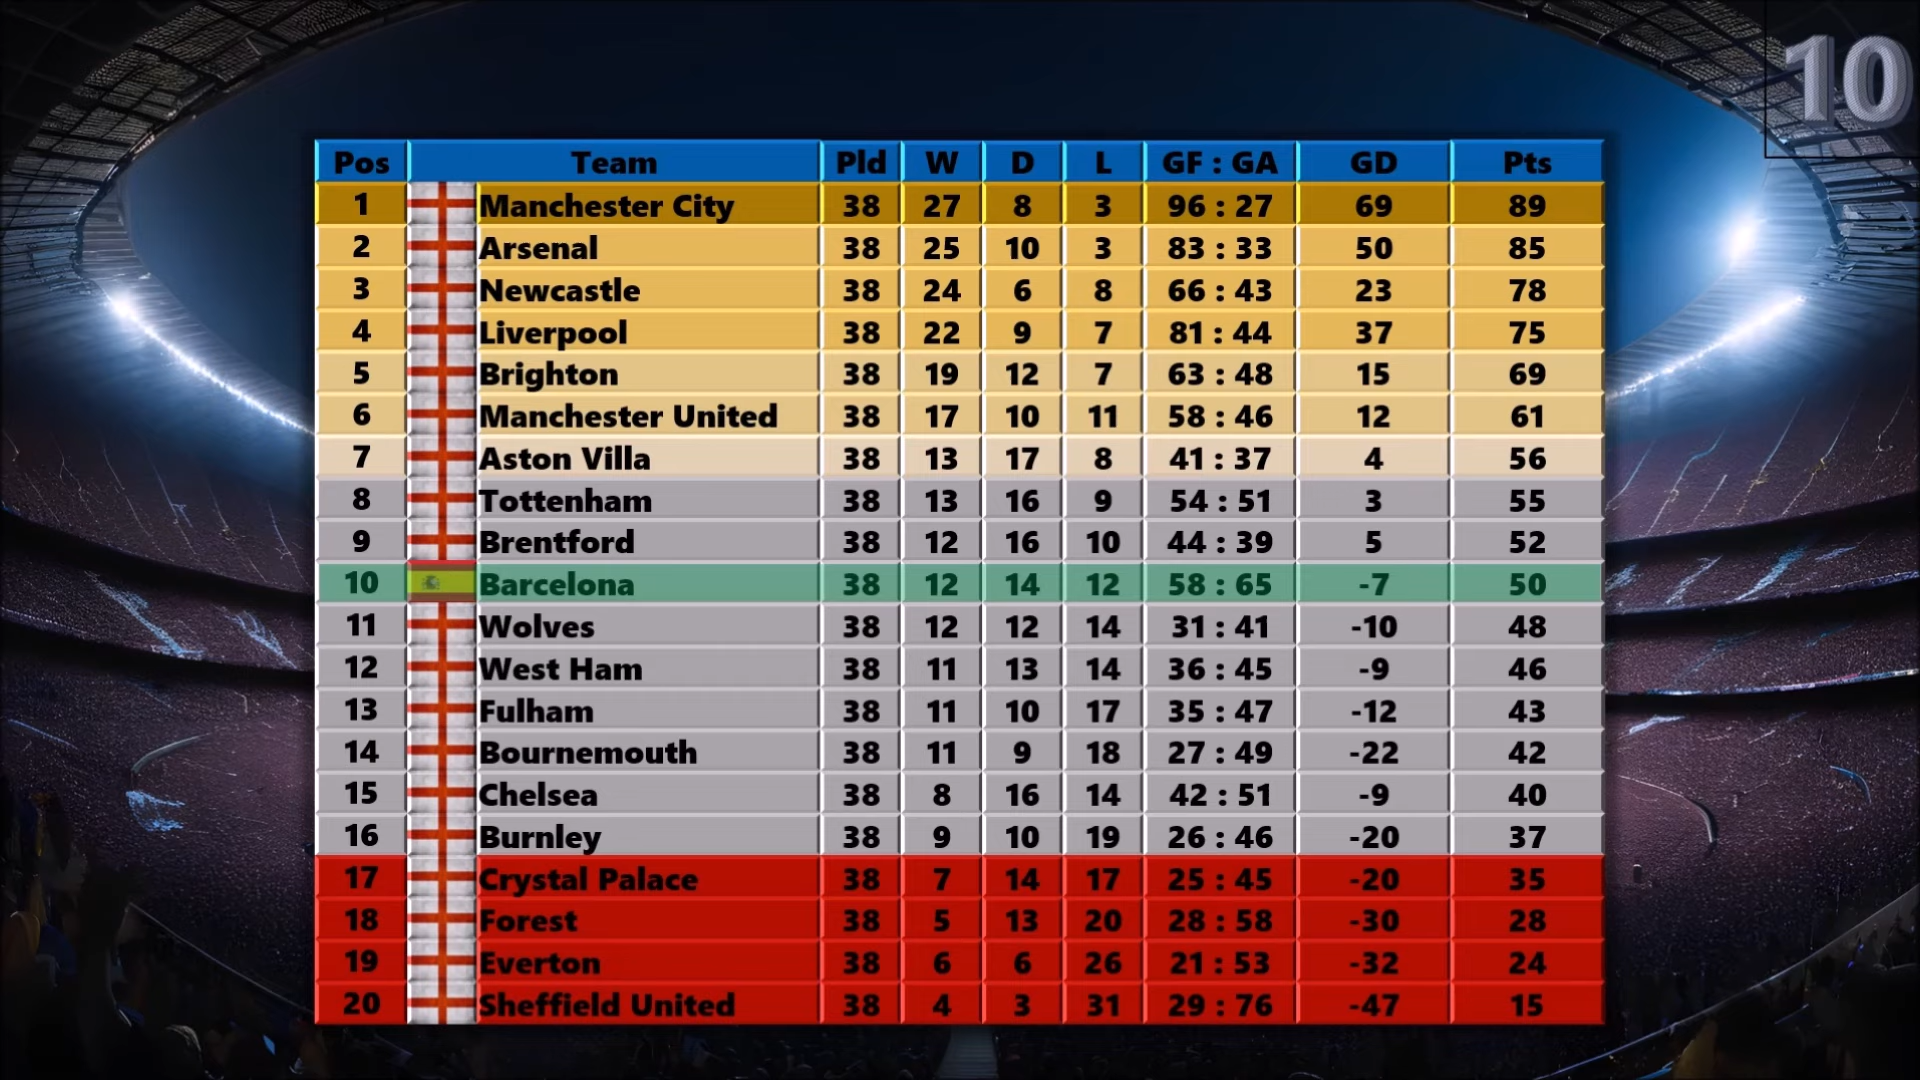 10
Pos Team Pld W D L GF : GA GD Pts
1 Manchester City 38 27 8 3 96 : 27 69 89
2 Arsenal 38 25 10 3 83 : 33 50 85
3 Newcastle 38 24 6 8 66 : 43 23 78
4 Liverpool 38 22 9 7 81 : 44 37 75
5 Brighton 38 19 12 7 63 : 48 15 69
6 Manchester United 38 17 10 11 58 : 46 12 61
7 Aston Villa 38 13 17 8 41 : 37 4 56
8 Tottenham 38 13 16 9 54 : 51 3 55
9 Brentford 38 12 16 10 44 : 39 5 52
10 Barcelona 38 12 14 12 58 : 65 -7 50
11 Wolves 38 12 12 14 31 : 41 -10 48
12 West Ham 38 11 13 14 36 : 45 -9 46
13 Fulham 38 11 10 17 35 : 47 -12 43
14 Bournemouth 38 11 9 18 27 : 49 -22 42
15 Chelsea 38 8 16 14 42 : 51 -9 40
16 Burnley 38 9 10 19 26 : 46 -20 37
17 Crystal Palace 38 7 14 17 25 : 45 -20 35
18 Forest 38 5 13 20 28 : 58 -30 28
19 Everton 38 6 6 26 21 : 53 -32 24
20 Sheffield United 38 4 3 31 29 : 76 -47 15